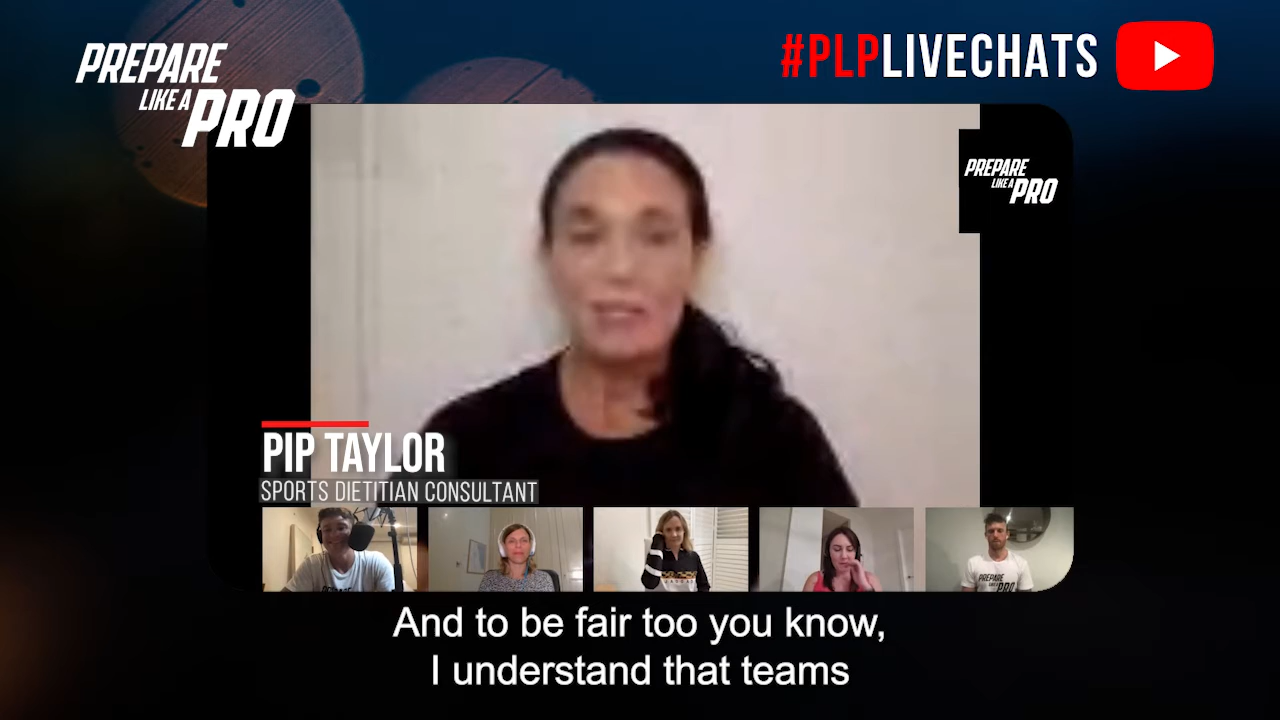 PREPARE
LIKE A
PRO
#PLPLIVECHATS
PREPARE
LIKE A
PRO
PIP TAYLOR
SPORTS DIETITIAN CONSULTANT
PREPARE
PRO
And to be fair too you know,
I understand that teams